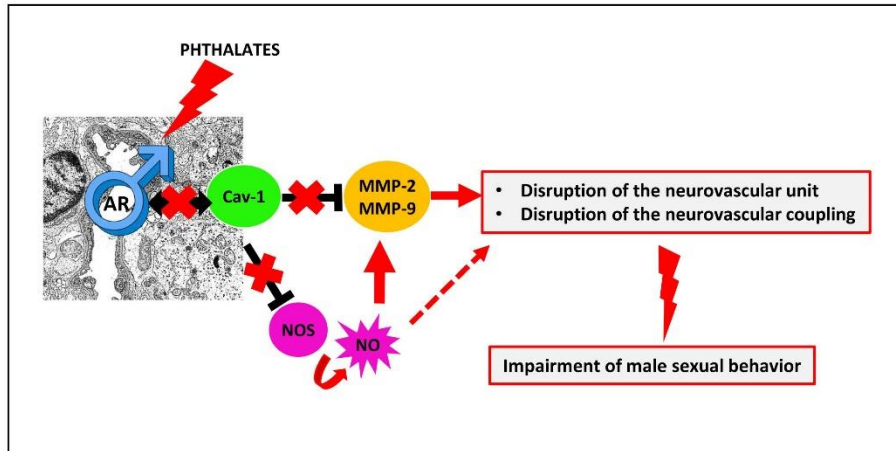 PHTHALATES
AR
Cav-1
MMP-2
MMP-9
• Disruption of the neurovascular unit
• Disruption of the neurovascular coupling
NOS
NO
Impairment of male sexual behavior